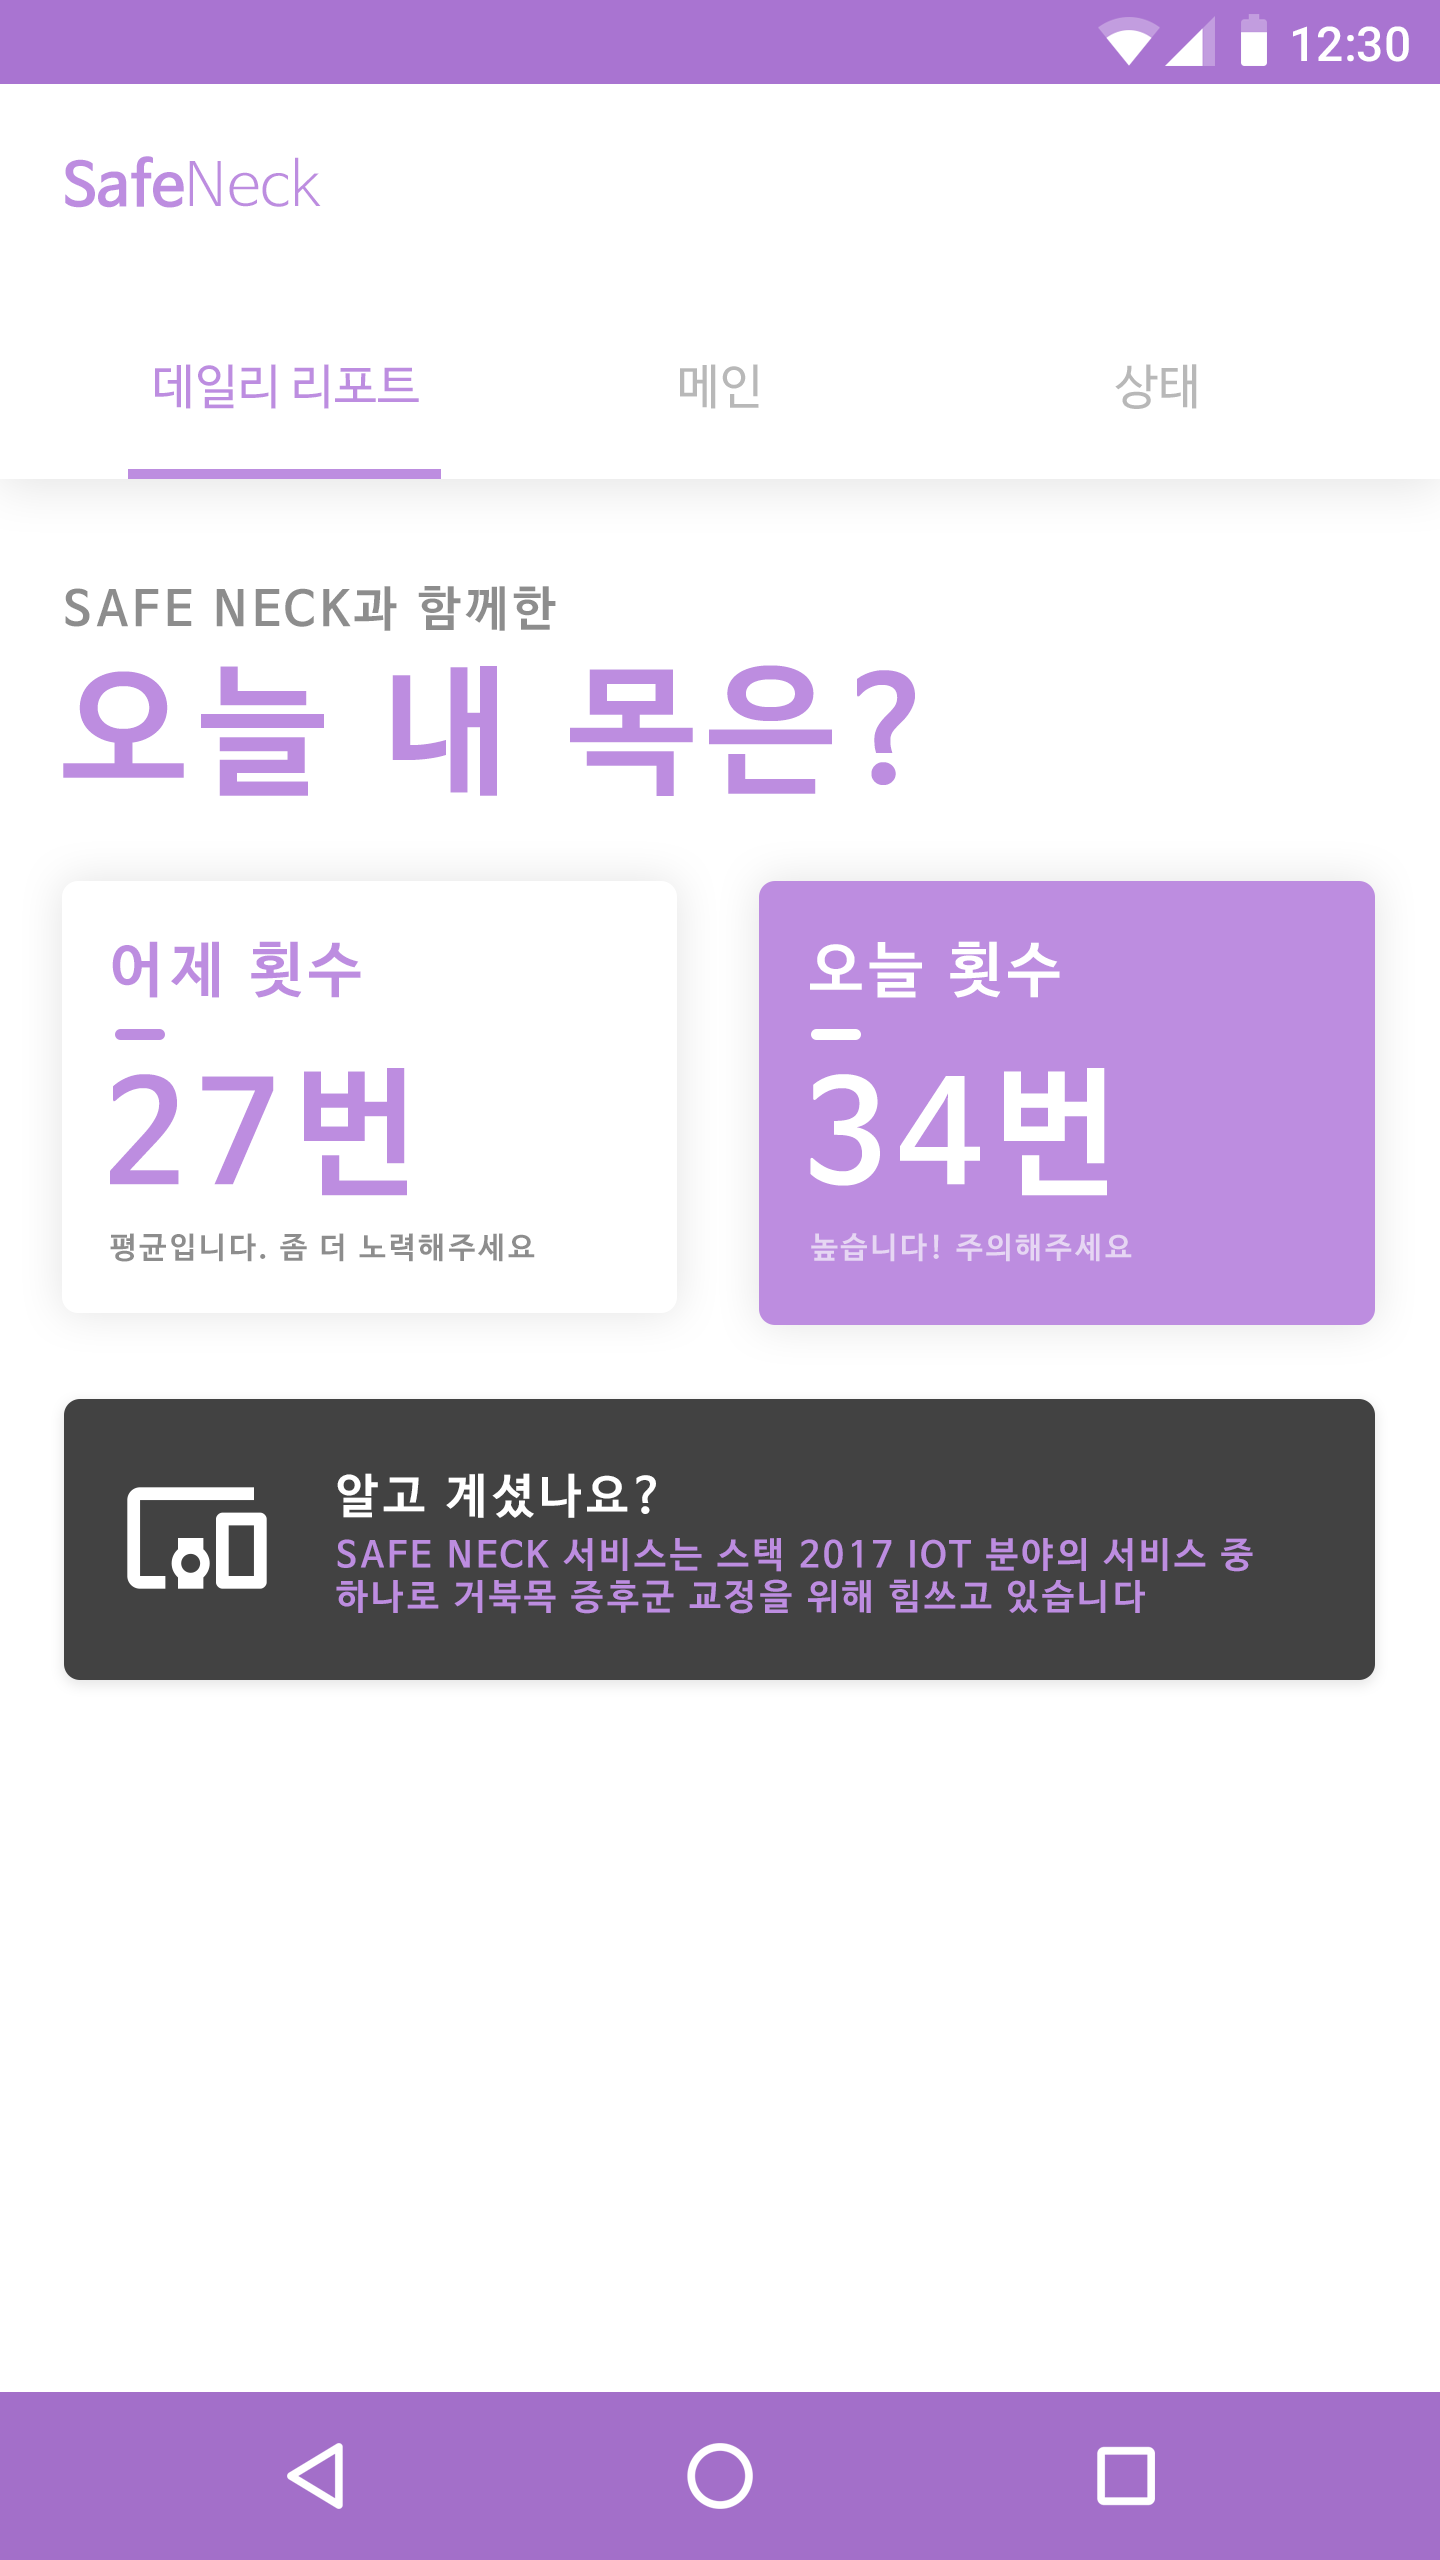 12:30
SafeNeck
데일리 리포트
메인
상태
SAFE NECK과 함께한
오늘 내 목은?
어제 횟수
27번
평균입니다. 좀 더 노력해주세요
오늘 횟수
34번
높습니다! 주의해주세요
알고 계셨나요?
SAFE NECK 서비스는 스택 2017 IOT 분야의 서비스 중
하나로 거북목 증후군 교정을 위해 힘쓰고 있습니다